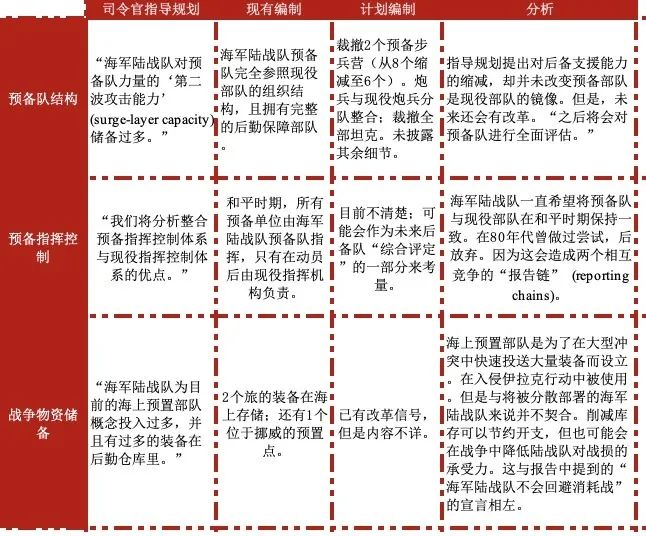 司令官指导规划
现有编制
计划编制
分析
预备队结构
“海军陆战队对预
备队力量的‘第二
波攻击能力’
(surge-layer capacity)
储备过多。”
海军陆战队预备
队完全参照现役
部队的组织结
构，且拥有完整
的后勤保障部队
。
裁撤2个预备步
兵营（从8个缩
减至6个）。炮
兵与现役炮兵分
队整合；裁撤全
部坦克。未披露
其余细节。
指导规划提出对后备支援能力
的缩减，却并未改变预备部队
是现役部队的镜像。但是，未
来还会有改革。“之后将会对
预备队进行全面评估。”
预备指挥控
制
“我们将分析整合
预备指挥控制体系
与现役指挥控制体
系的优点。”
和平时期，所有
预备单位由海军
陆战队预备队指
挥，只有在动员
后由现役指挥机
构负责。
目前不清楚；可
能会作为未来后
备队“综合评定
”的一部分来考
量。
海军陆战队一直希望将预备队
与现役部队在和平时期保持一
致。在80年代曾做过尝试，后
放弃。因为这会造成两个相互
竞争的“报告链” (reporting
chains)。
战争物资储
备
“海军陆战队为目
前的海上预置部队
概念投入过多，并
且有过多的装备在
后勤仓库里。”
2个旅的装备在海
上存储；还有1个
位于挪威的预置
点。
已有改革信号，
但是内容不详。
海上预置部队是为了在大型冲
突中快速投送大量装备而设立
。在入侵伊拉克行动中被使用
。但是与将被分散部署的海军
陆战队来说并不契合。削减库
存可以节约开支，但也可能会
在战争中降低陆战队对战损的
承受力。这与报告中提到的“
海军陆战队不会回避消耗战”
的宣言相左。